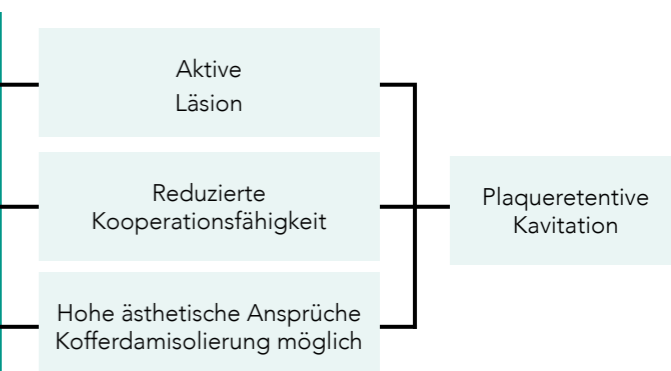 Aktive
Läsion
Reduzierte
Kooperationsfähigkeit
Hohe ästhetische Ansprüche
Kofferdamisolierung möglich
Plaqueretentive
Kavitation